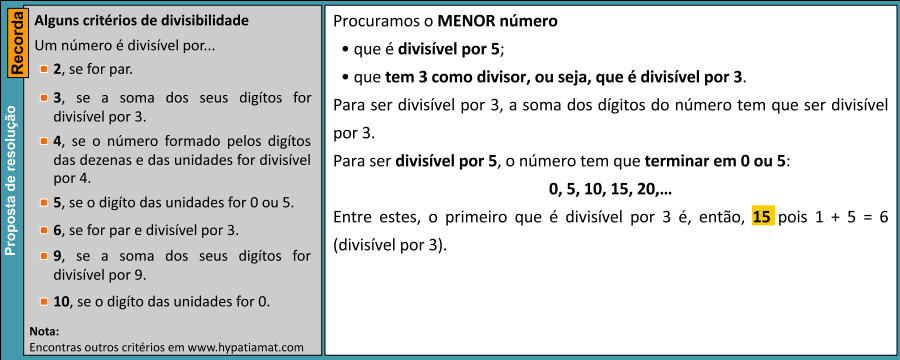 Recorda
Proposta de resolução
Alguns critérios de divisibilidade
Um número é divisível por...
2, se for par.
3, se a soma dos seus digítos for
divisível por 3.
4, se o número formado pelos digítos
das dezenas e das unidades for divisível
por 4.
5, se o digíto das unidades for 0 ou 5.
6, se for par e divisível por 3.
9, se a soma dos seus digítos for
divisível por 9.
10, se o digíto das unidades for 0.
Nota:
Encontras outros critérios em www.hypatiamat.com
Procuramos o MENOR número
• que é divisível por 5;
• que tem 3 como divisor, ou seja, que é divisível por 3.
Para ser divisível por 3, a soma dos dígitos do número tem que ser divisível
por 3.
Para ser divisível por 5, o número tem que terminar em 0 ou 5:
0, 5, 10, 15, 20,...
Entre estes, o primeiro que é divisível por 3 é, então, 15 pois 1 + 5 = 6
(divisível por 3).